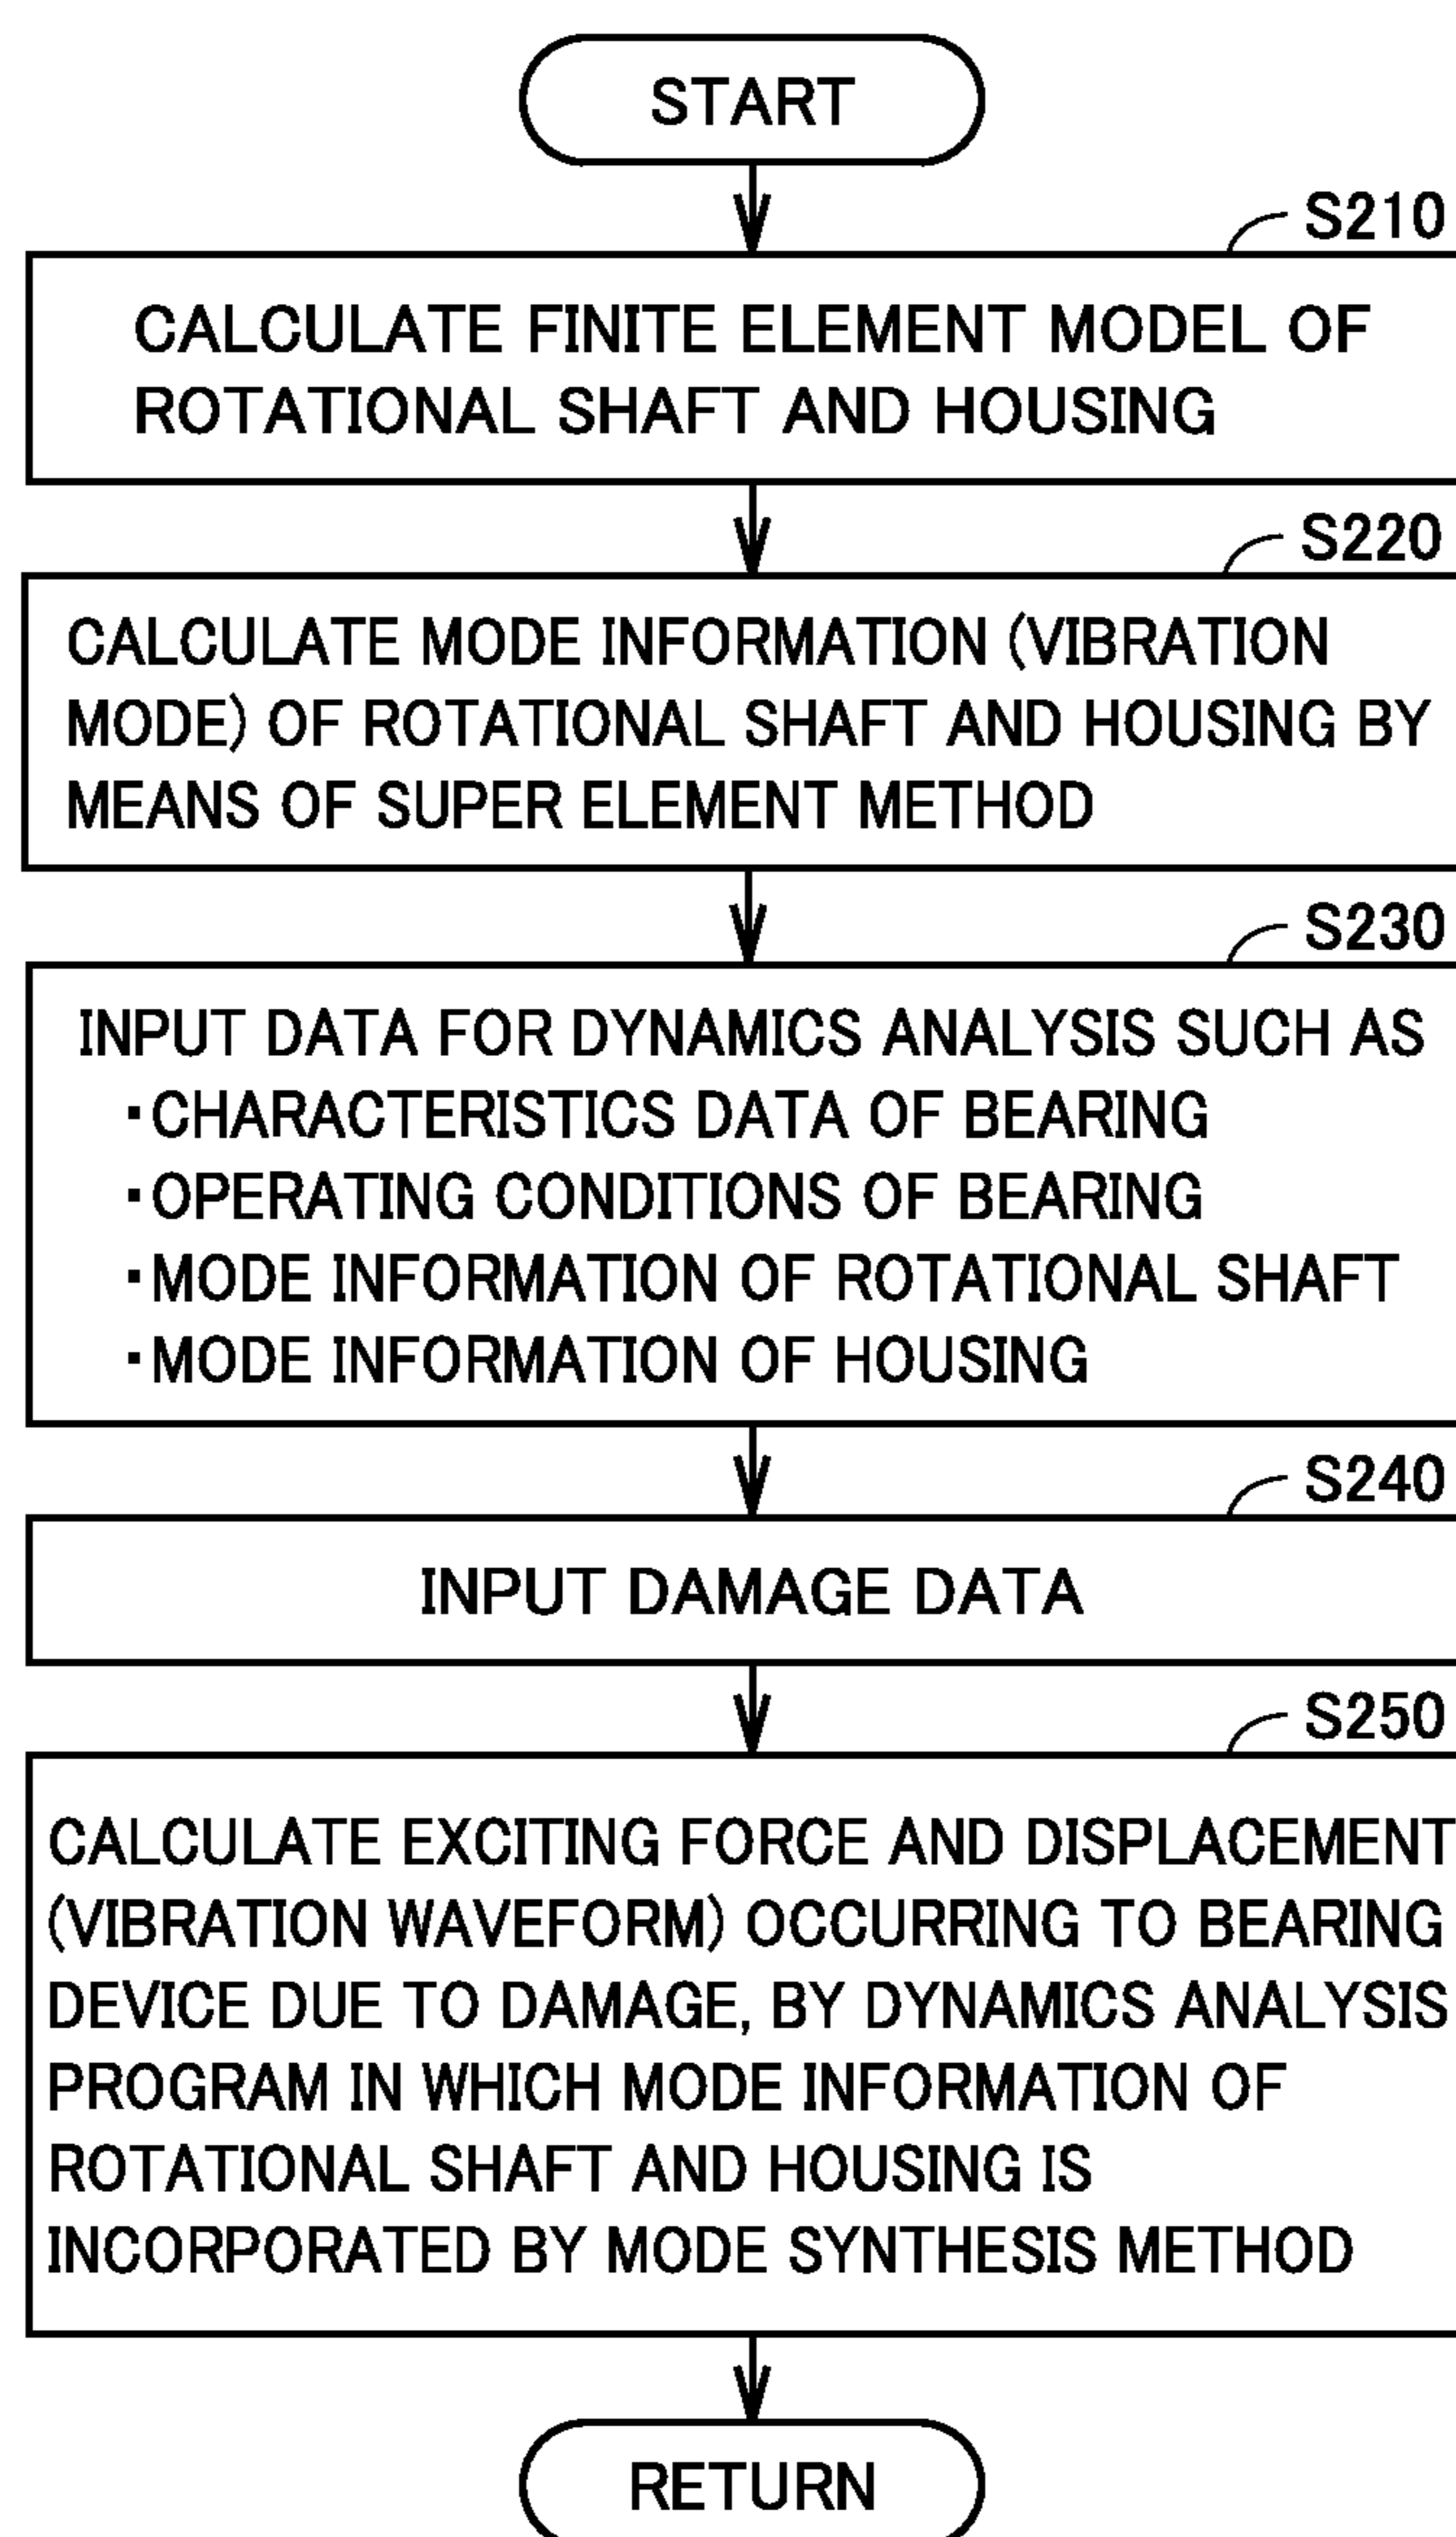 START
S210
CALCULATE FINITE ELEMENT MODEL OF
ROTATIONAL SHAFT AND HOUSING
S220
CALCULATE MODE INFORMATION (VIBRATION
MODE) OF ROTATIONAL SHAFT AND HOUSING BY
MEANS OF SUPER ELEMENT METHOD
S230
INPUT DATA FOR DYNAMICS ANALYSIS SUCH AS
・CHARACTERISTICS DATA OF BEARING
・OPERATING CONDITIONS OF BEARING
・MODE INFORMATION OF ROTATIONAL SHAFT
・MODE INFORMATION OF HOUSING
S240
INPUT DAMAGE DATA
S250
CALCULATE EXCITING FORCE AND DISPLACEMENT
(VIBRATION WAVEFORM) OCCURRING TO BEARING
DEVICE DUE TO DAMAGE, BY DYNAMICS ANALYSIS
PROGRAM IN WHICH MODE INFORMATION OF
ROTATIONAL SHAFT AND HOUSING IS
INCORPORATED BY MODE SYNTHESIS METHOD
RETURN